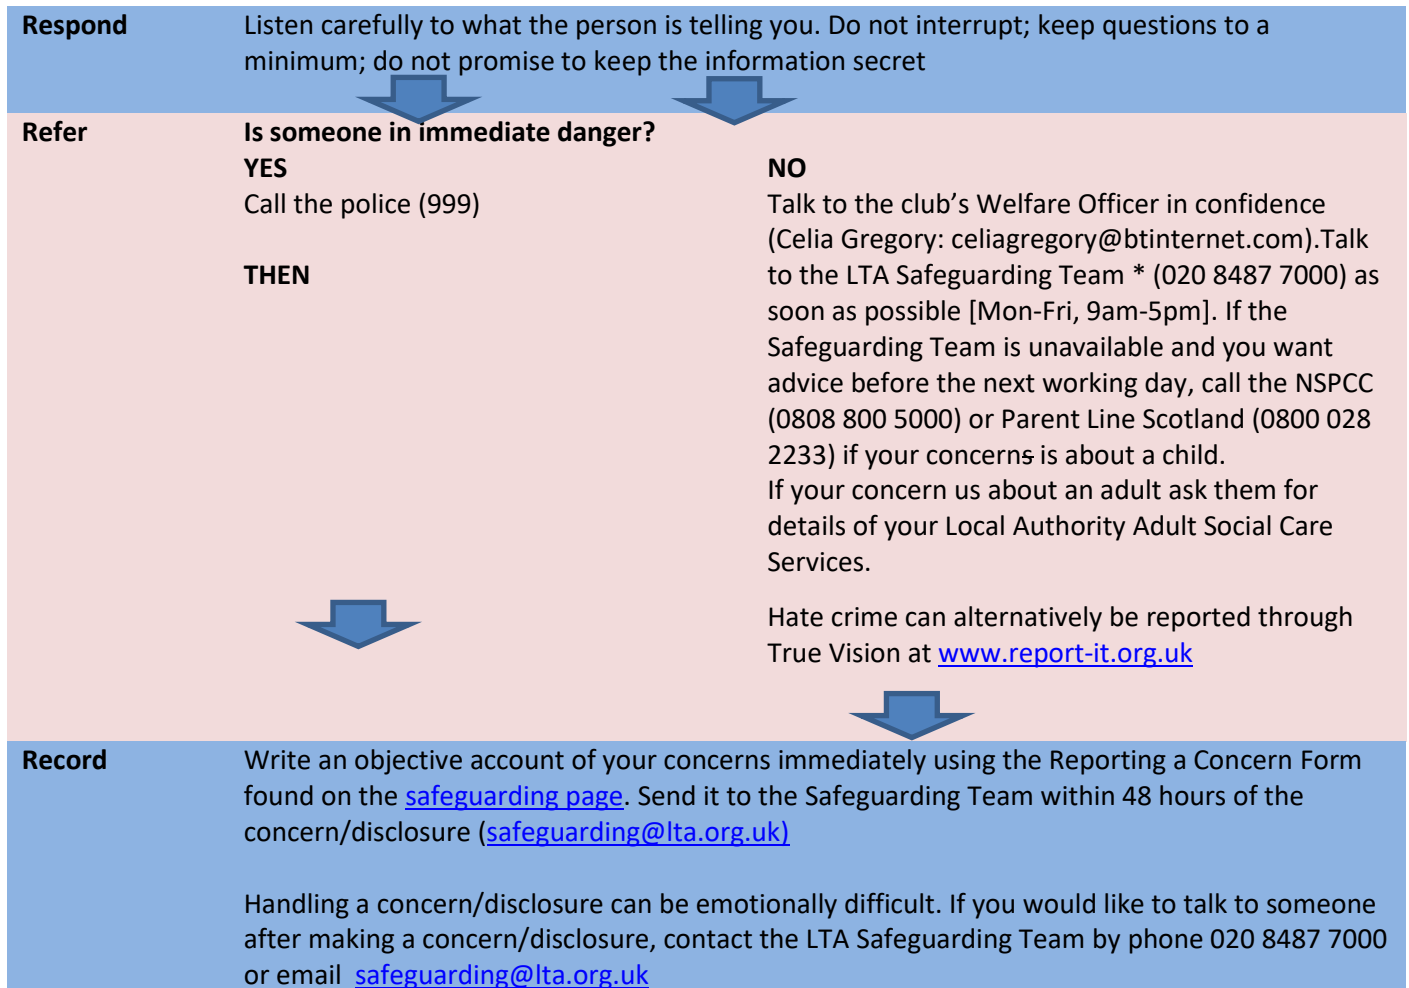 Respond
Listen carefully to what the person is telling you. Do not interrupt; keep questions to a
minimum; do not promise to keep the information secret
Refer
Is someone in immediate danger?
YES
Call the police (999)
THEN
NO
Talk to the club’s Welfare Officer in confidence
(Celia Gregory: celiagregory@btinternet.com).Talk
to the LTA Safeguarding Team * (020 8487 7000) as
soon as possible [Mon-Fri, 9am-5pm]. If the
Safeguarding Team is unavailable and you want
advice before the next working day, call the NSPCC
(0808 800 5000) or Parent Line Scotland (0800 028
2233) if your concerns is about a child.
If your concern us about an adult ask them for
details of your Local Authority Adult Social Care
Services.
Hate crime can alternatively be reported through
True Vision at www.report-it.org.uk
Record
Write an objective account of your concerns immediately using the Reporting a Concern Form
found on the safeguarding page. Send it to the Safeguarding Team within 48 hours of the
concern/disclosure (safeguarding@lta.org.uk)
Handling a concern/disclosure can be emotionally difficult. If you would like to talk to someone
after making a concern/disclosure, contact the LTA Safeguarding Team by phone 020 8487 7000
or email  safeguarding@lta.org.uk